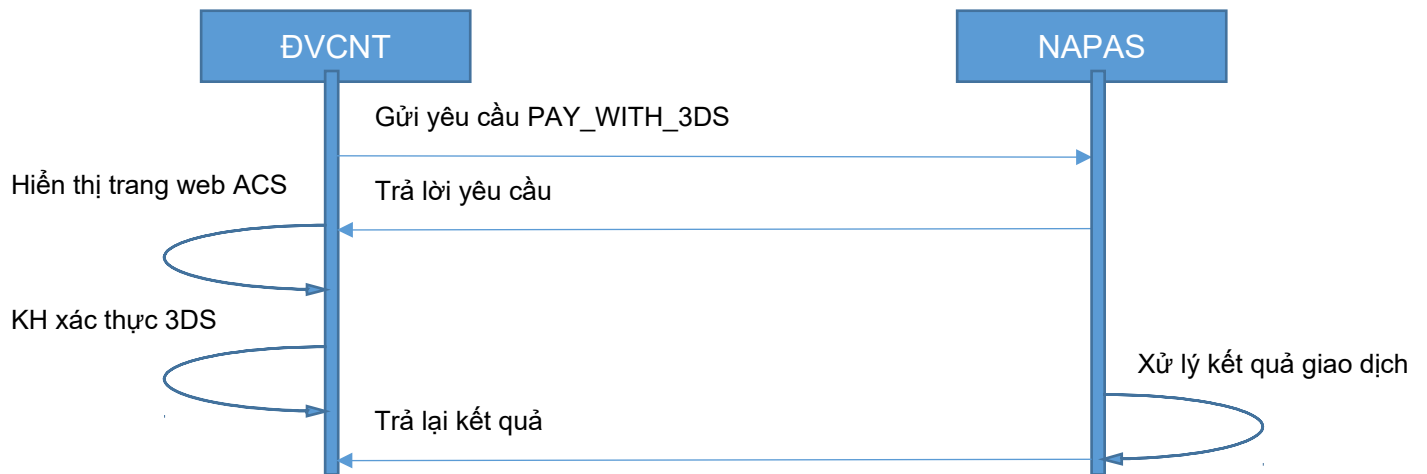 ĐVCNT
NAPAS
Gửi yêu cầu PAY_WITH_3DS
Hiển thị trang web ACS
Trả lời yêu cầu
KH xác thực 3DS
Xử lý kết quả giao dịch
Trả lại kết quả